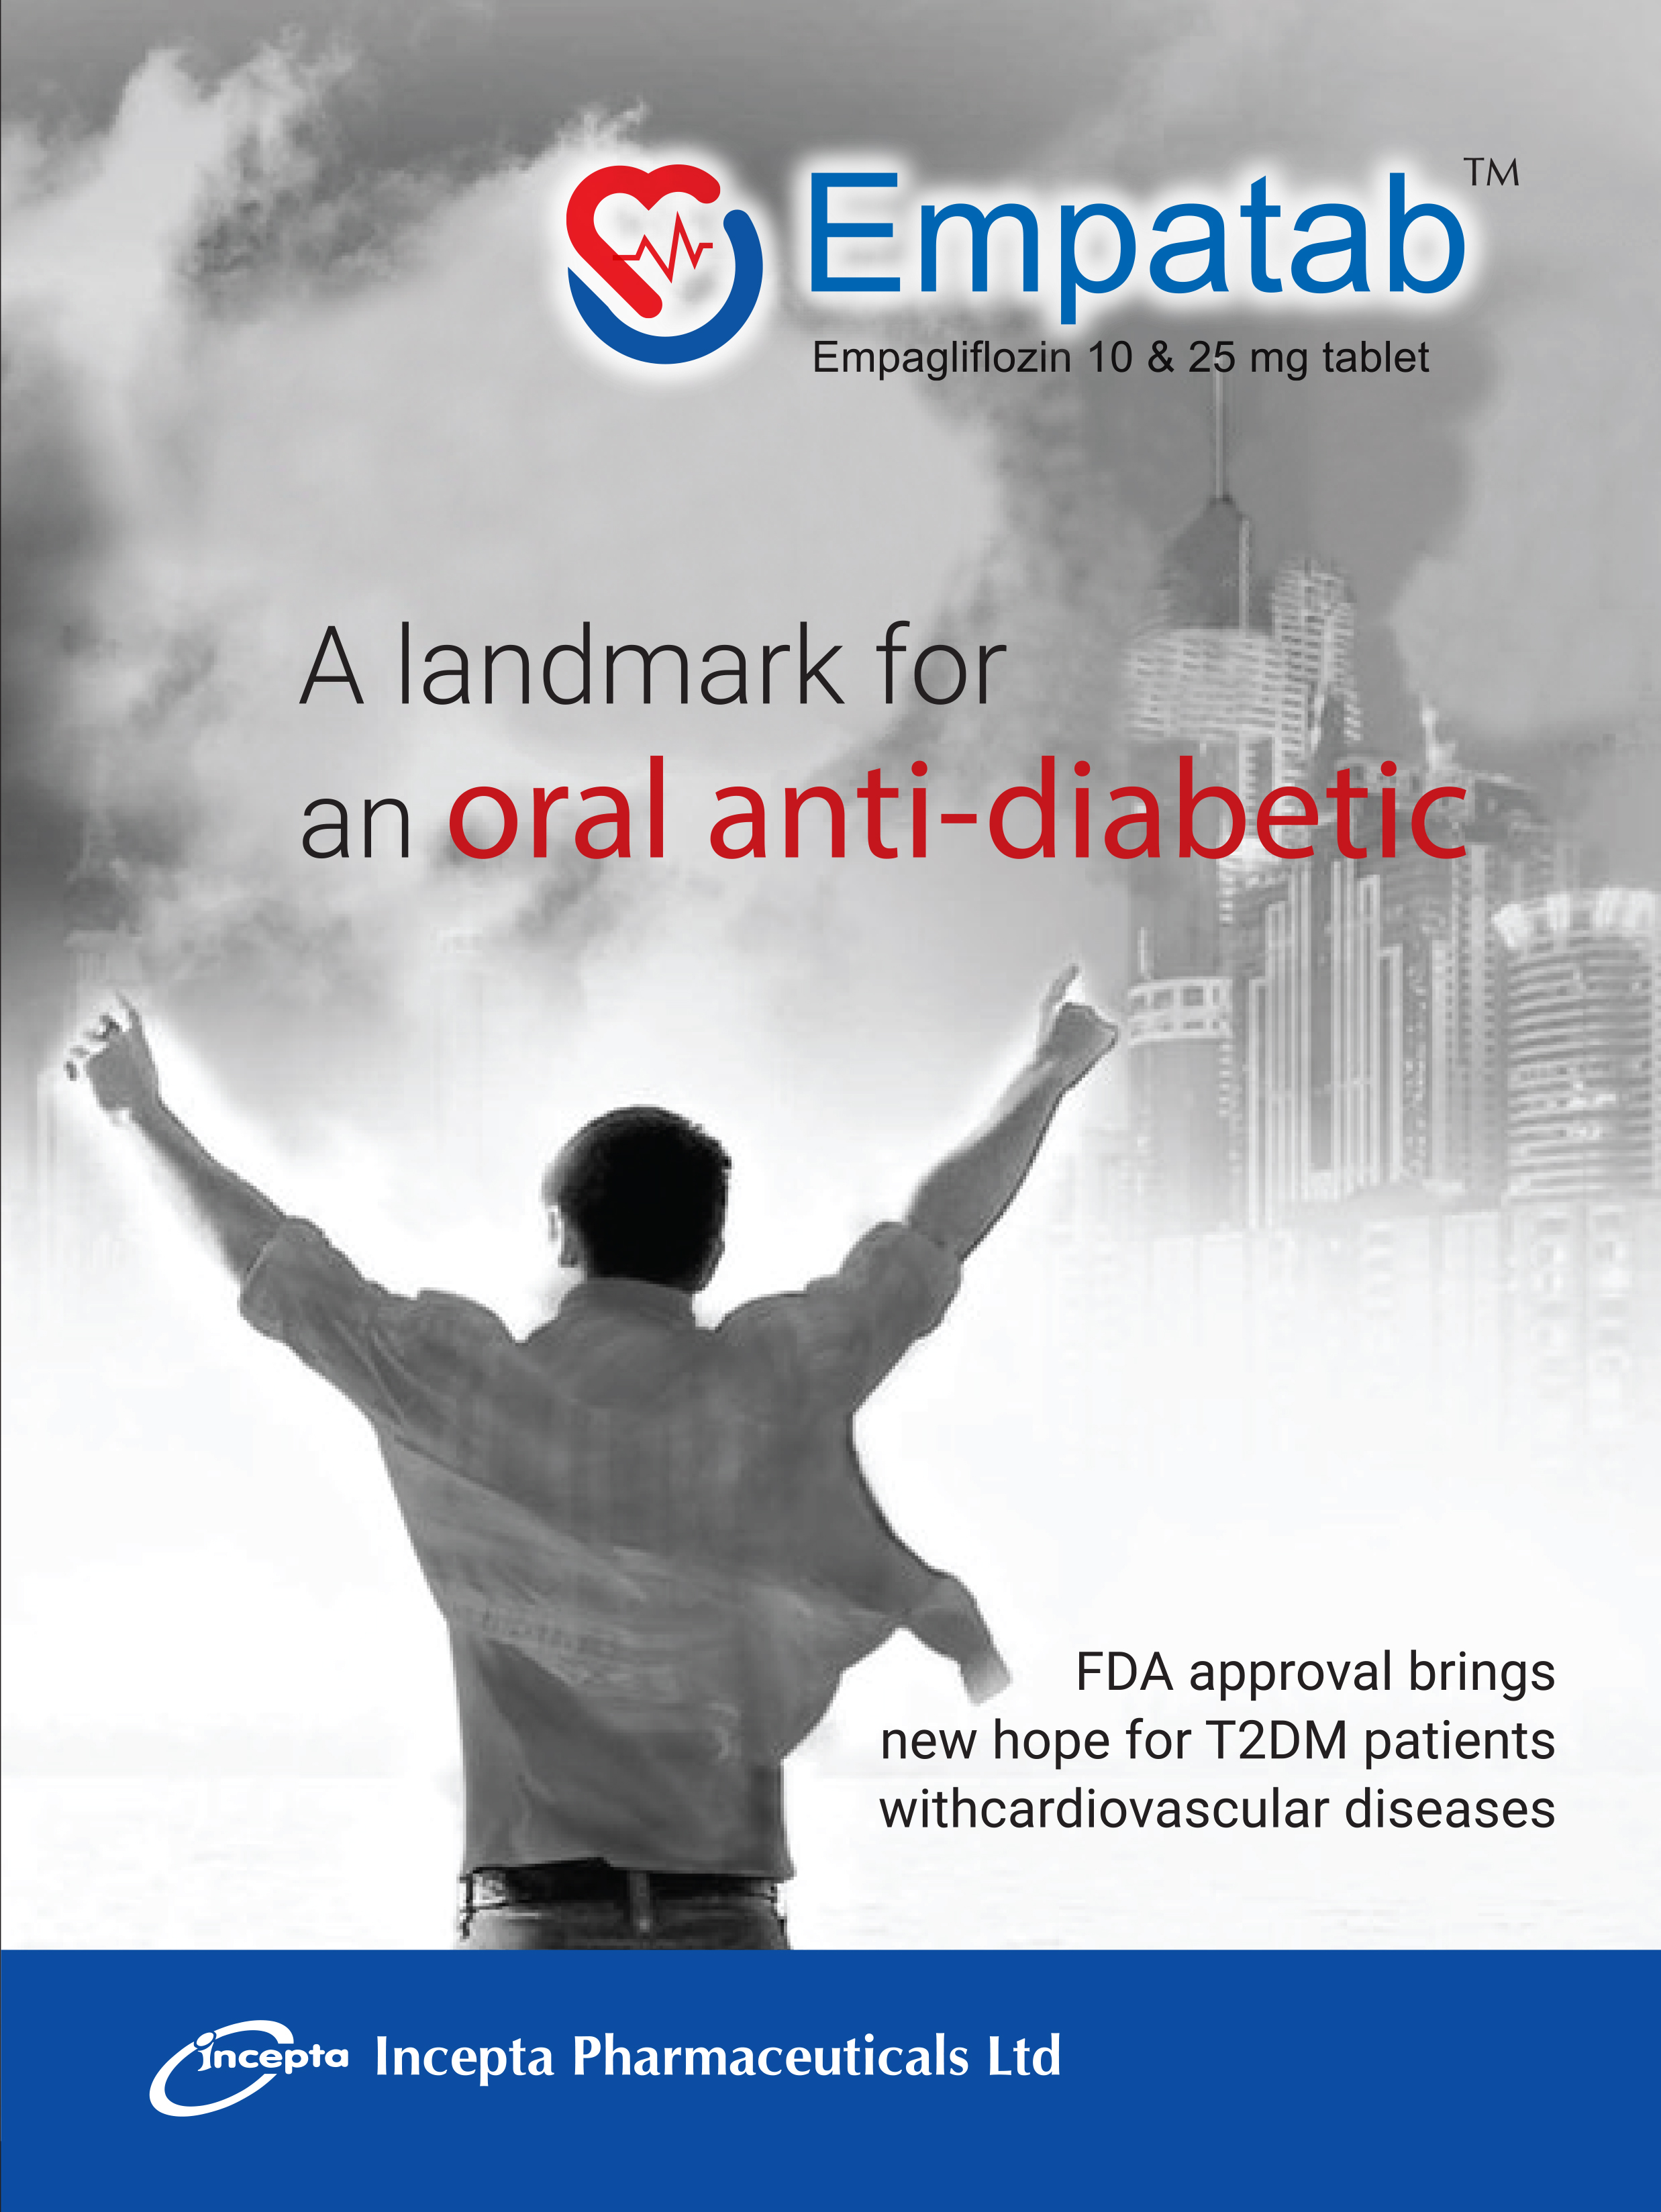 Empatab™
Empagliflozin 10 & 25 mg tablet
A landmark for
an oral anti-diabetic
FDA approval brings
new hope for T2DM patients
withcardiovascular diseases
incepta Incepta Pharmaceuticals Ltd